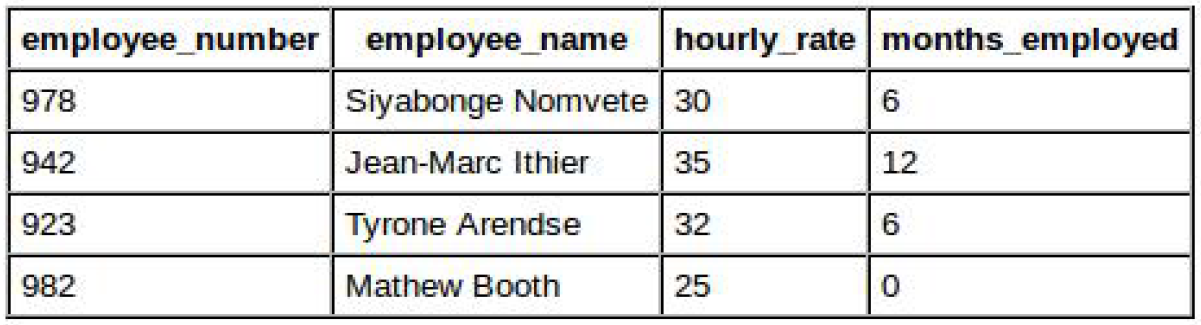 employee_number employee_name hourly_rate months_employed
978 Siyabonge Nomvete 30 6
942 Jean-Marc Ithier 35 12
923 Tyrone Arendse 32 6
982 Mathew Booth 25 0